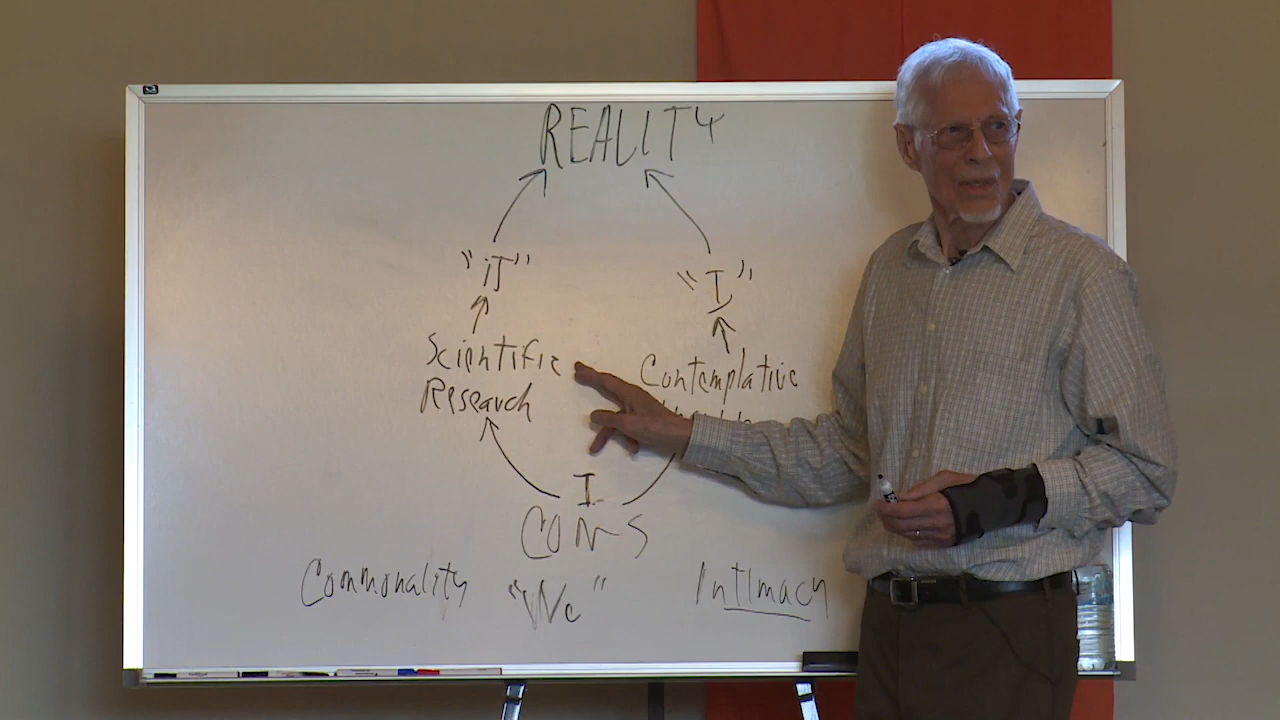 REALITY
"iT" "I"
Scientific Contemplative
Research
I
CONS
Commonality "We" Intimacy